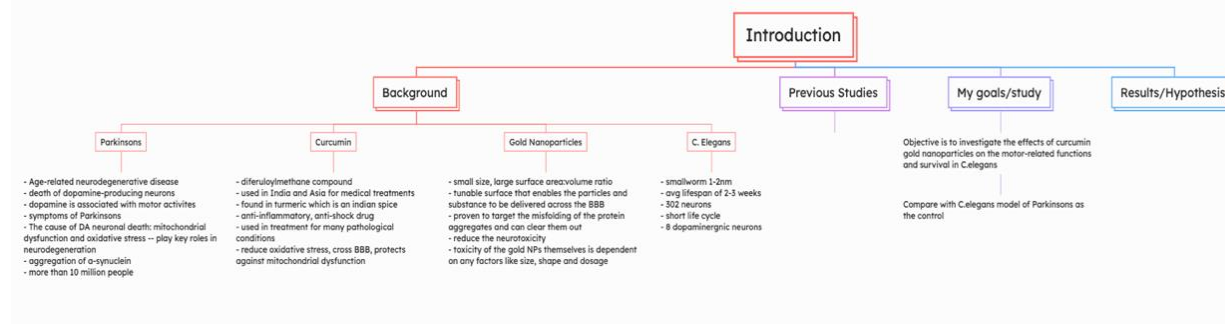 Introduction
Background
Previous Studies
My goals/study
Results/Hypothesis
Parkinsons
Curcumin
Gold Nanoparticles
C. Elegans
- Age-related neurodegenerative disease
- death of dopamine-producing neurons
- dopamine is associated with motor activites
- symptoms of Parkinsons
- The cause of DA neuronal death: mitochondrial
dysfunction and oxidative stress -- play key roles in
neurodegeneration
- aggregation of α-synuclein
- more than 10 million people
- diferuloylmethane compound
- used in India and Asia for medical treatments
- found in turmeric which is an indian spice
- anti-inflammatory, anti-shock drug
- used in treatment for many pathological
conditions
- reduce oxidative stress, cross BBB, protects
against mitochondrial dysfunction
- small size, large surface area:volume ratio
- tunable surface that enables the particles and
substance to be delivered across the BBB
- proven to target the misfolding of the protein
aggregates and can clear them out
- reduce the neurotoxicity
- toxicity of the gold NPs themselves is dependent
on any factors like size, shape and dosage
- smallworm 1-2nm
- avg lifespan of 2-3 weeks
- 302 neurons
- short life cycle
- 8 dopaminergnic neurons
Objective is to investigate the effects of curcumin
gold nanoparticles on the motor-related functions
and survival in C.elegans
Compare with C.elegans model of Parkinsons as
the control